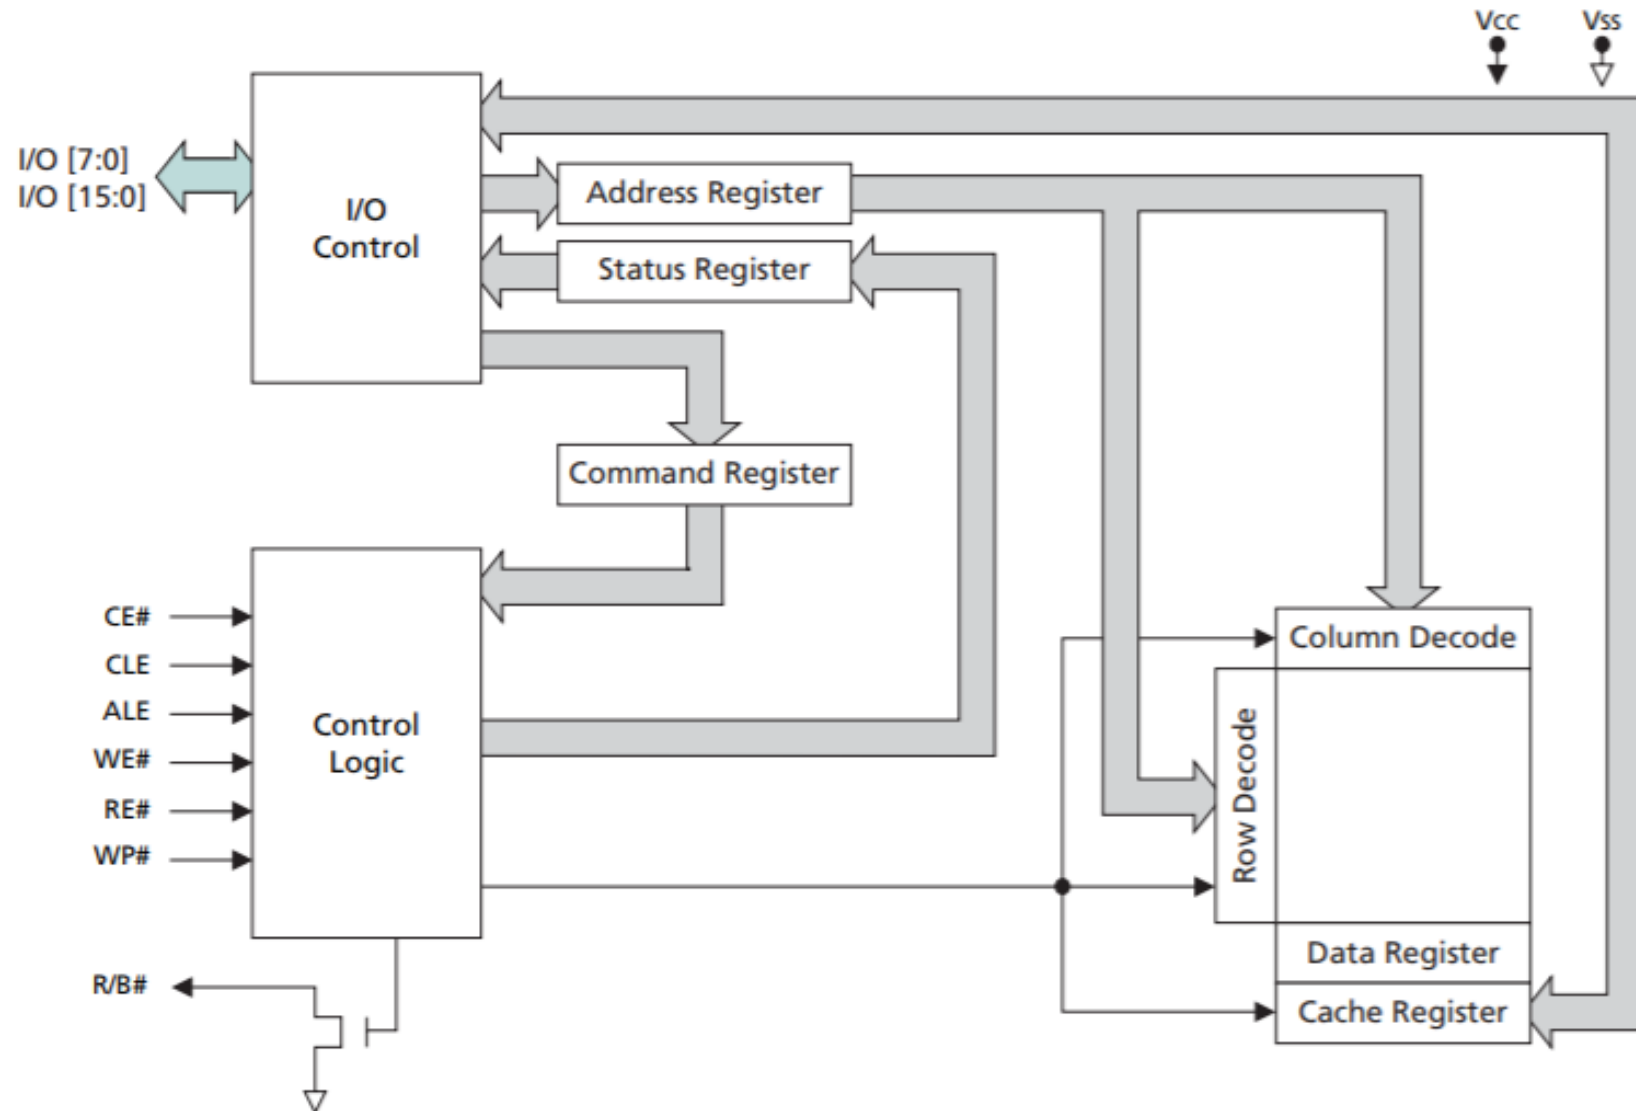 Vcc
Vss
I/O [7:0]
I/O [15:0]
I/O
Control
Address Register
Status Register
Command Register
CE#
CLE
ALE
WE#
RE#
WP#
Control
Logic
R/B#
Column Decode
Row Decode
Data Register
Cache Register